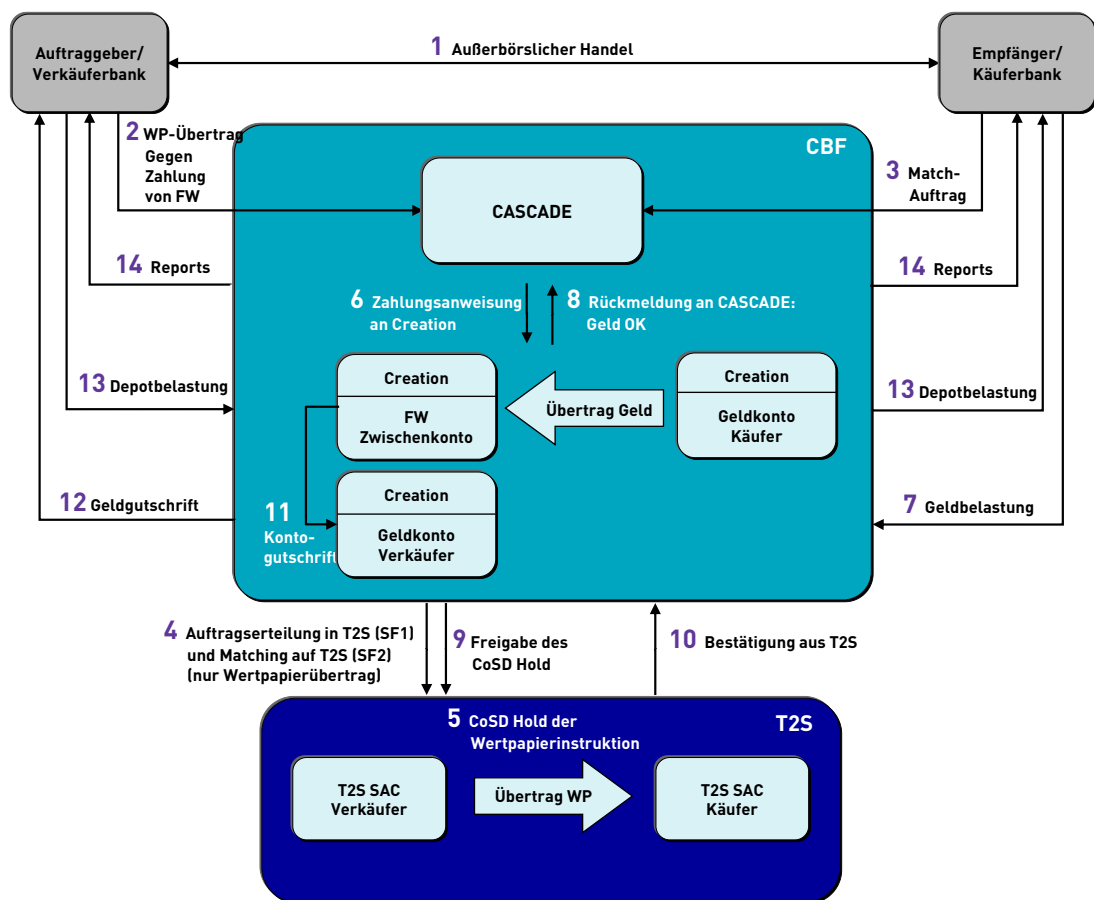 1 Außerbörslicher Handel
Auftraggeber/
Verkäuferbank
Empfänger/
Käuferbank
2 WP-Übertrag
Gegen
Zahlung
von FW
CBF
3 Match-
Auftrag
CASCADE
14 Reports
14 Reports
6 Zahlungsanweisung
an Creation
8 Rückmeldung an CASCADE:
Geld OK
13 Depotbelastung
13 Depotbelastung
Creation
FW
Zwischenkonto
Übertrag Geld
Creation
Geldkonto
Käufer
12 Geldgutschrift
7 Geldbelastung
11
Konto-
gutschrift
Creation
Geldkonto
Verkäufer
4 Auftragserteilung in T2S (SF1)
und Matching auf T2S (SF2)
(nur Wertpapierübertrag)
9 Freigabe des
CoSD Hold
10 Bestätigung aus T2S
5 CoSD Hold der
Wertpapierinstruktion
T2S
T2S SAC
Verkäufer
Übertrag WP
T2S SAC
Käufer